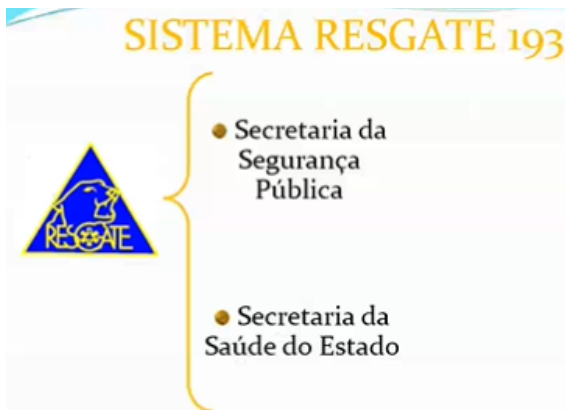 SISTEMA RESGATE 193
Secretaria da
Segurança
Pública
RESGATE
Secretaria da
Saúde do Estado